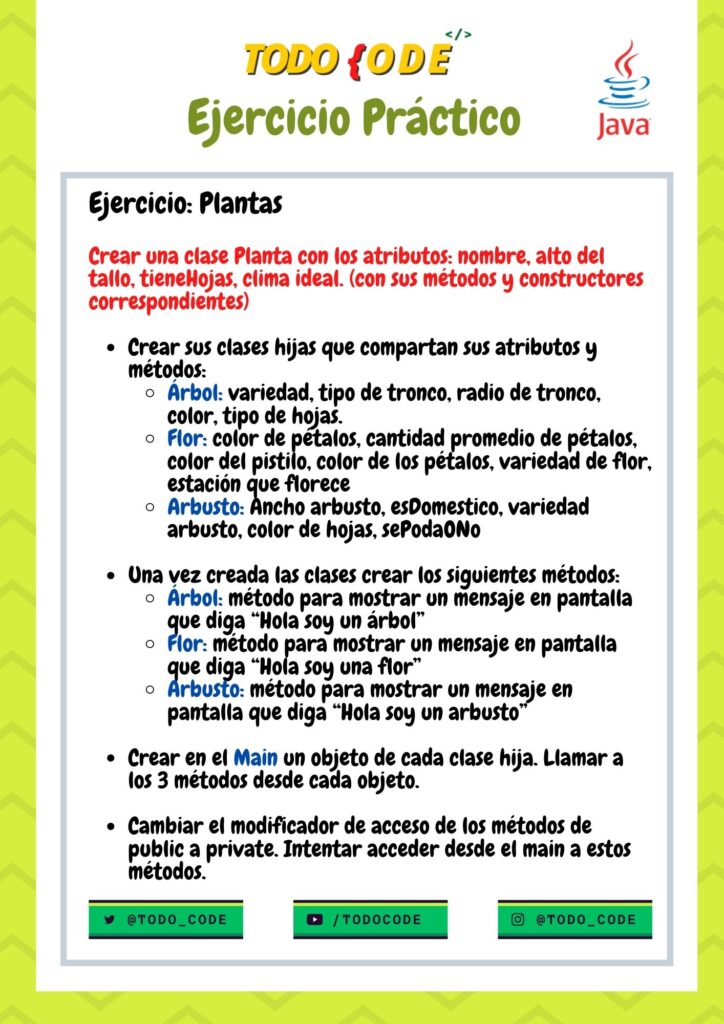 </>
TODO {ODE
Ejercicio Práctico
Java
Ejercicio: Plantas
Crear una clase Planta con los atributos: nombre, alto del
tallo, tieneHojas, clima ideal. (con sus métodos y constructores
correspondientes)
• Crear sus clases hijas que compartan sus atributos y
métodos:
○ Árbol: variedad, tipo de tronco, radio de tronco,
color, tipo de hojas.
○ Flor: color de pétalos, cantidad promedio de pétalos,
color del pistilo, color de los pétalos, variedad de flor,
estación que florece
○ Arbusto: Ancho arbusto, esDomestico, variedad
arbusto, color de hojas, sePodaONo
• Una vez creada las clases crear los siguientes métodos:
○ Árbol: método para mostrar un mensaje en pantalla
que diga “Hola soy un árbol”
○ Flor: método para mostrar un mensaje en pantalla
que diga “Hola soy una flor”
○ Arbusto: método para mostrar un mensaje en
pantalla que diga “Hola soy un arbusto”
• Crear en el Main un objeto de cada clase hija. Llamar a
los 3 métodos desde cada objeto.
• Cambiar el modificador de acceso de los métodos de
public a private. Intentar acceder desde el main a estos
métodos.
@TODO_CODE
/TODOCODE
@TODO_CODE